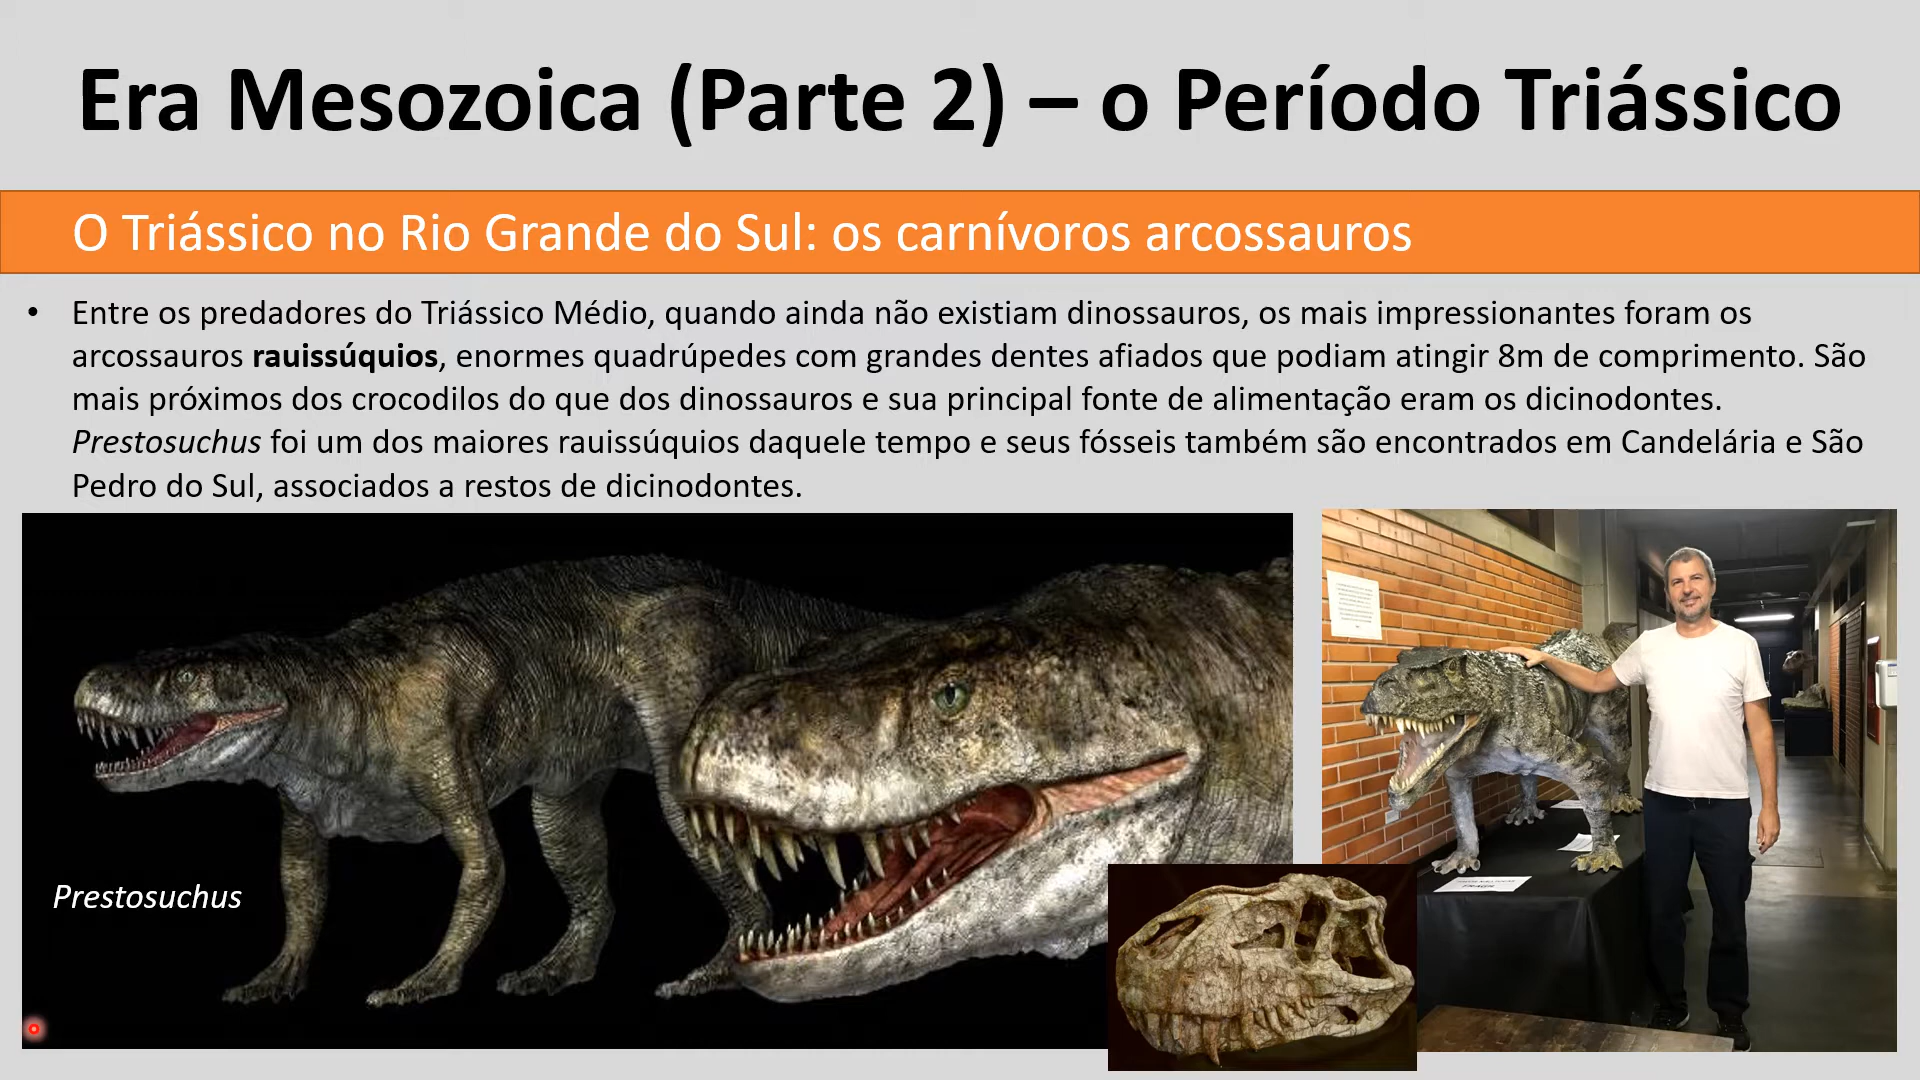 Era Mesozoica (Parte 2) – o Período Triássico
O Triássico no Rio Grande do Sul: os carnívoros arcossauros
• Entre os predadores do Triássico Médio, quando ainda não existiam dinossauros, os mais impressionantes foram os
arcossauros rauissúquios, enormes quadrúpedes com grandes dentes afiados que podiam atingir 8m de comprimento. São
mais próximos dos crocodilos do que dos dinossauros e sua principal fonte de alimentação eram os dicinodontes.
Prestosuchus foi um dos maiores rauissúquios daquele tempo e seus fósseis também são encontrados em Candelária e São
Pedro do Sul, associados a restos de dicinodontes.
Prestosuchus